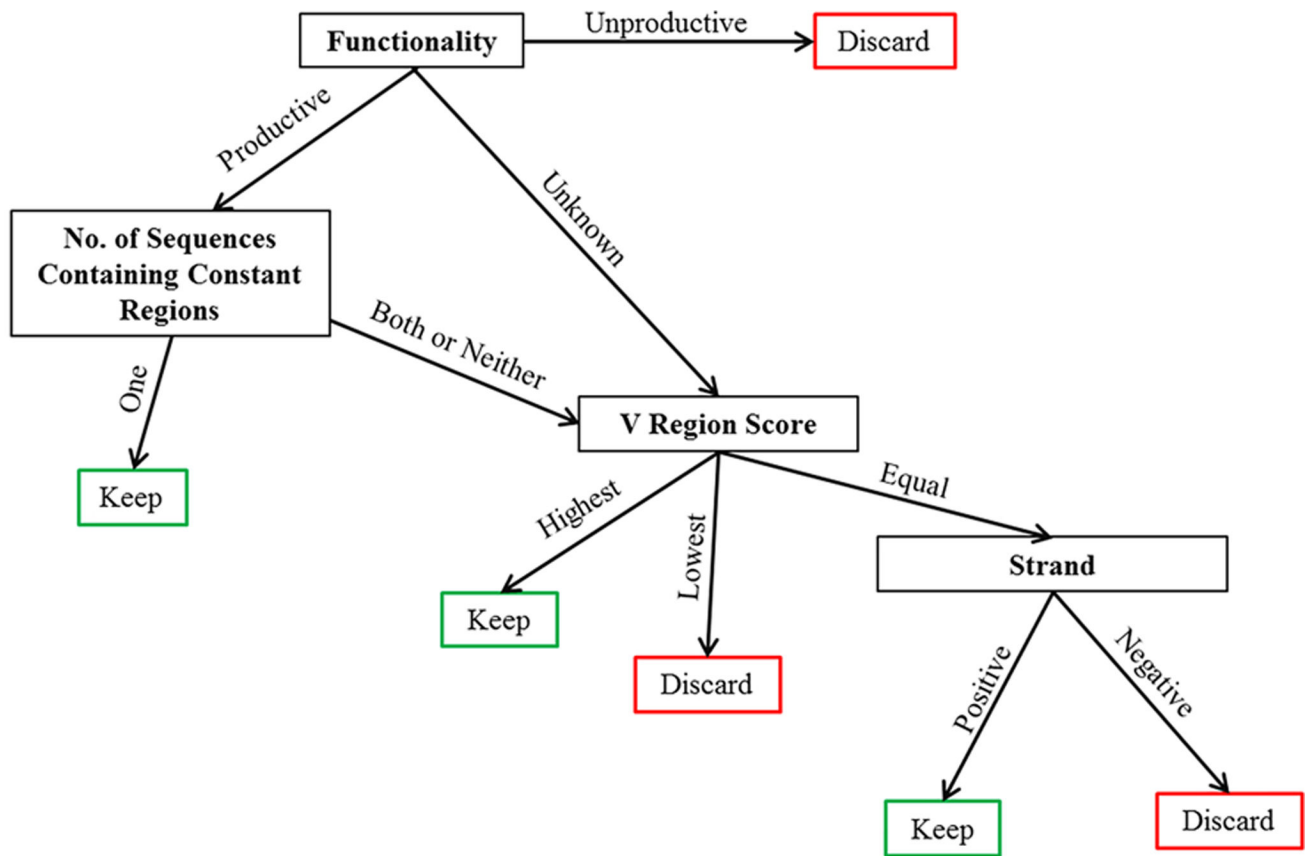 Functionality
Unproductive
Discard
Productive
Unknown
No. of Sequences
Containing Constant
Regions
Both or Neither
One
Keep
V Region Score
Highest
Lowest
Equal
Keep
Discard
Strand
Positive
Negative
Keep
Discard